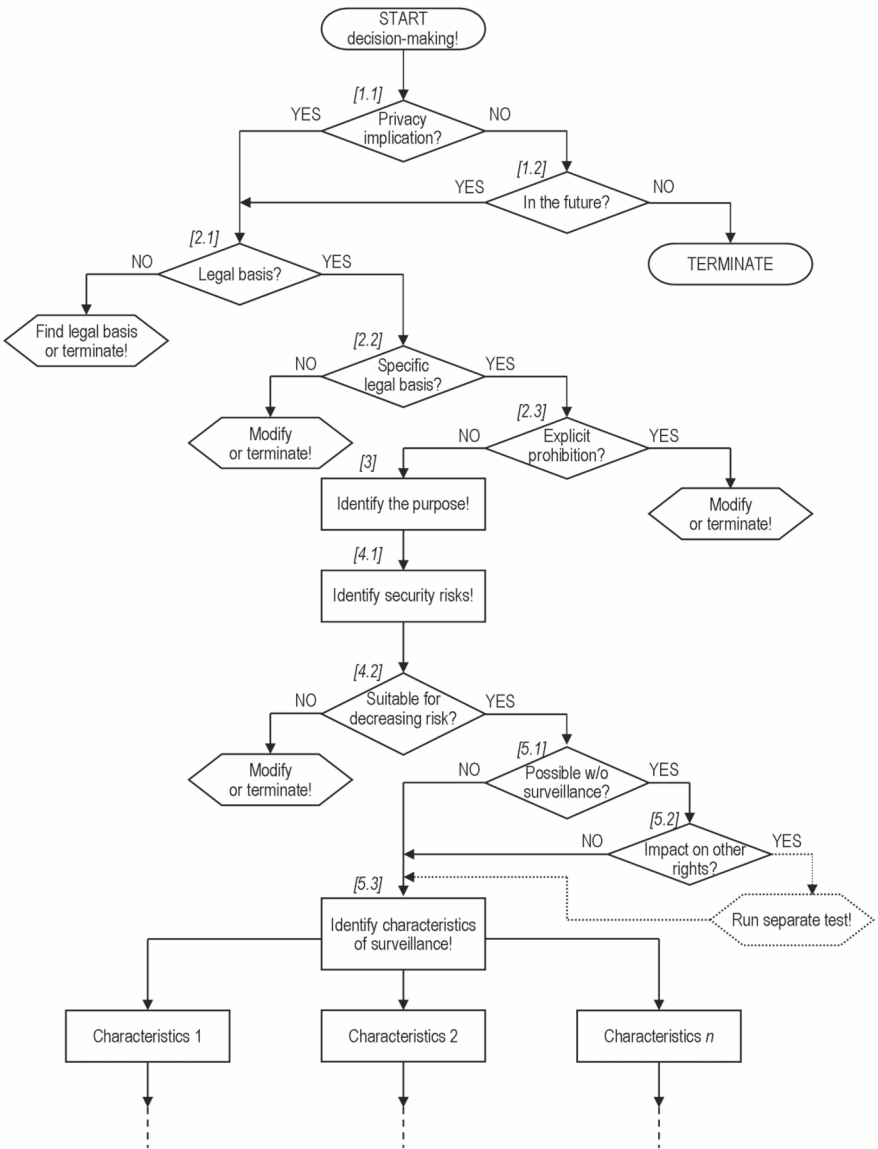 START
decision-making!
[1.1]
YES
Privacy
implication?
NO
[1.2]
YES
In the future?
NO
[2.1]
NO
Legal basis?
YES
TERMINATE
Find legal basis
or terminate!
[2.2]
NO
Specific
legal basis?
YES
[2.3]
Modify
or terminate!
NO
Explicit
prohibition?
YES
[3]
Identify the purpose!
Modify
or terminate!
[4.1]
Identify security risks!
[4.2]
NO
Suitable for
decreasing risk?
YES
[5.1]
Modify
or terminate!
NO
Possible w/o
surveillance?
YES
[5.2]
NO
Impact on other
rights?
YES
[5.3]
Identify characteristics
of surveillance!
Run separate test!
Characteristics 1
Characteristics 2
Characteristics n